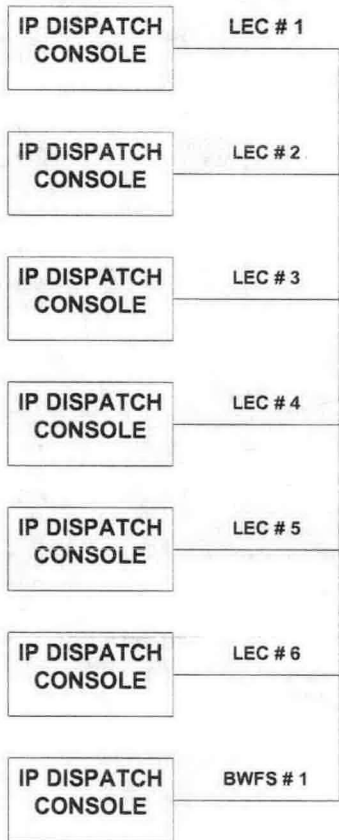 IP DISPATCH
CONSOLE
LEC # 1
IP DISPATCH
CONSOLE
LEC # 2
IP DISPATCH
CONSOLE
LEC # 3
IP DISPATCH
CONSOLE
LEC # 4
IP DISPATCH
CONSOLE
LEC # 5
IP DISPATCH
CONSOLE
LEC # 6
IP DISPATCH
CONSOLE
BWFS # 1